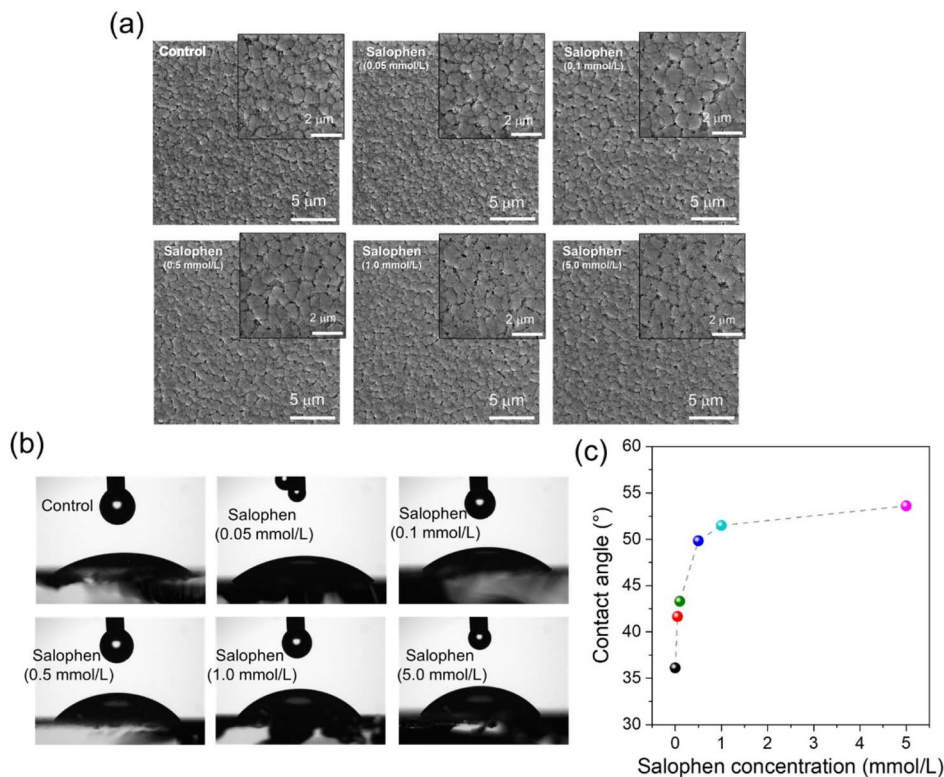 (a)
Control
2 μm
5 μm
Salophen
(0.05 mmol/L)
2 μm
5 μm
Salophen
(0.1 mmol/L)
2 μm
5 μm
Salophen
(0.5 mmol/L)
2 μm
5 μm
Salophen
(1.0 mmol/L)
2 μm
5 μm
Salophen
(5.0 mmol/L)
2 μm
5 μm
(b)
Control
Salophen
(0.05 mmol/L)
Salophen
(0.1 mmol/L)
Salophen
(0.5 mmol/L)
Salophen
(1.0 mmol/L)
Salophen
(5.0 mmol/L)
(c)
Contact angle (°)
60
55
50
45
40
35
30
0 1 2 3 4 5
Salophen concentration (mmol/L)